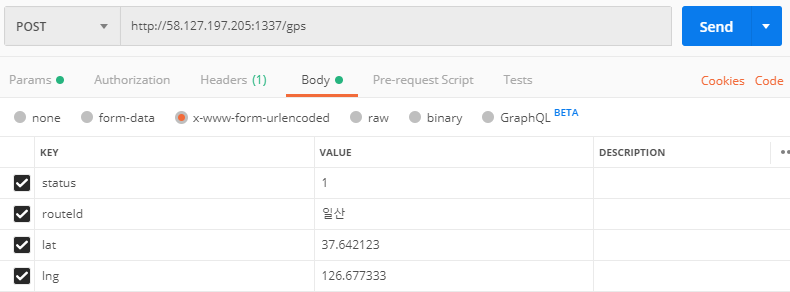 POST http://58.127.197.205:1337/gps Send
Params Authorization Headers (1) Body Pre-request Script Tests Cookies Code
none form-data x-www-form-urlencoded raw binary GraphQL BETA
KEY VALUE DESCRIPTION
status 1
routeId 일산
lat 37.642123
lng 126.677333